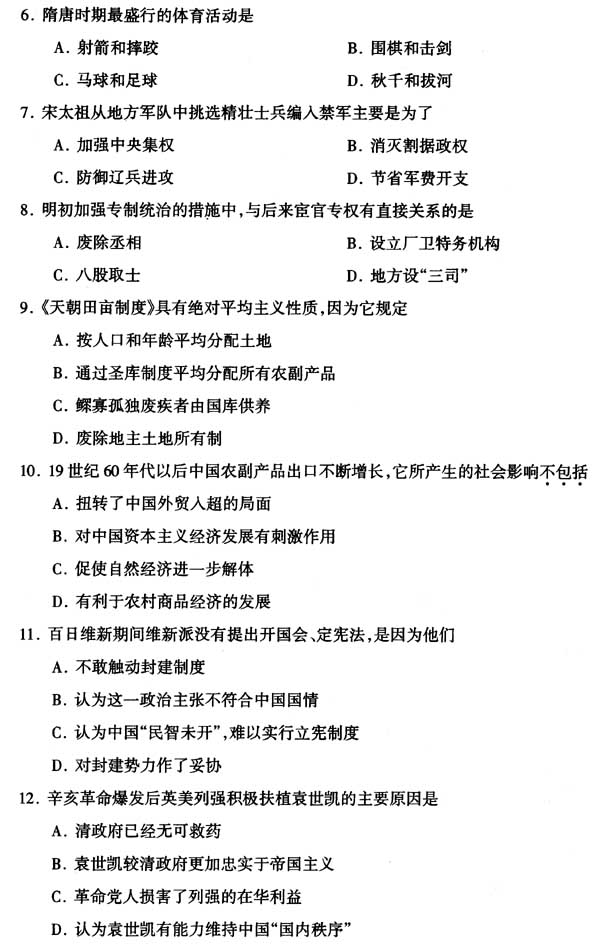 6. 隋唐时期最盛行的体育活动是
A. 射箭和摔跤 B. 围棋和击剑
C. 马球和足球 D. 秋千和拔河
7. 宋太祖从地方军队中挑选精壮士兵编入禁军主要是为了
A. 加强中央集权 B. 消灭割据政权
C. 防御辽兵进攻 D. 节省军费开支
8. 明初加强专制统治的措施中,与后来宦官专权有直接关系的是
A. 废除丞相 B. 设立厂卫特务机构
C. 八股取士 D. 地方设“三司”
9.《天朝田亩制度》具有绝对平均主义性质,因为它规定
A. 按人口和年龄平均分配土地
B. 通过圣库制度平均分配所有农副产品
C. 鳏寡孤独废疾者由国库供养
D. 废除地主土地所有制
10. 19世纪60年代以后中国农副产品出口不断增长,它所产生的社会影响不包括
A. 扭转了中国外贸入超的局面
B. 对中国资本主义经济发展有刺激作用
C. 促使自然经济进一步解体
D. 有利于农村商品经济的发展
11. 百日维新期间维新派没有提出开国会、定宪法,是因为他们
A. 不敢触动封建制度
B. 认为这一政治主张不符合中国国情
C. 认为中国“民智未开”,难以实行立宪制度
D. 对封建势力作了妥协
12. 辛亥革命爆发后英美列强积极扶植袁世凯的主要原因是
A. 清政府已经无可救药
B. 袁世凯较清政府更加忠实于帝国主义
C. 革命党人损害了列强的在华利益
D. 认为袁世凯有能力维持中国“国内秩序”